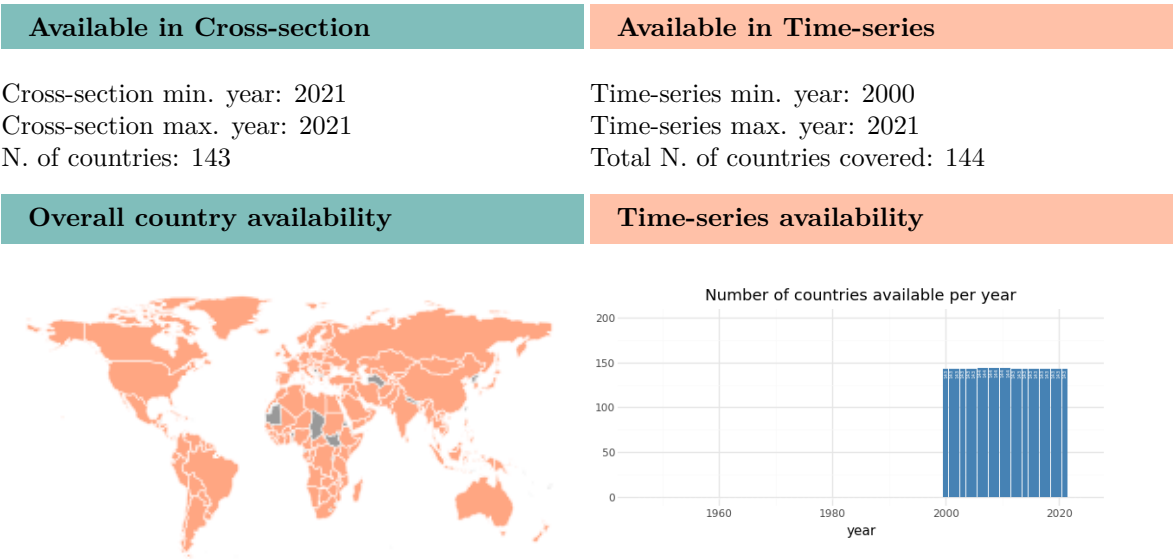 Available in Cross-section
Available in Time-series
Cross-section min. year: 2021
Cross-section max. year: 2021
N. of countries: 143
Time-series min. year: 2000
Time-series max. year: 2021
Total N. of countries covered: 144
Overall country availability
Time-series availability
Number of countries available per year
200
150
100
50
0
1960
1980
2000
2020
year